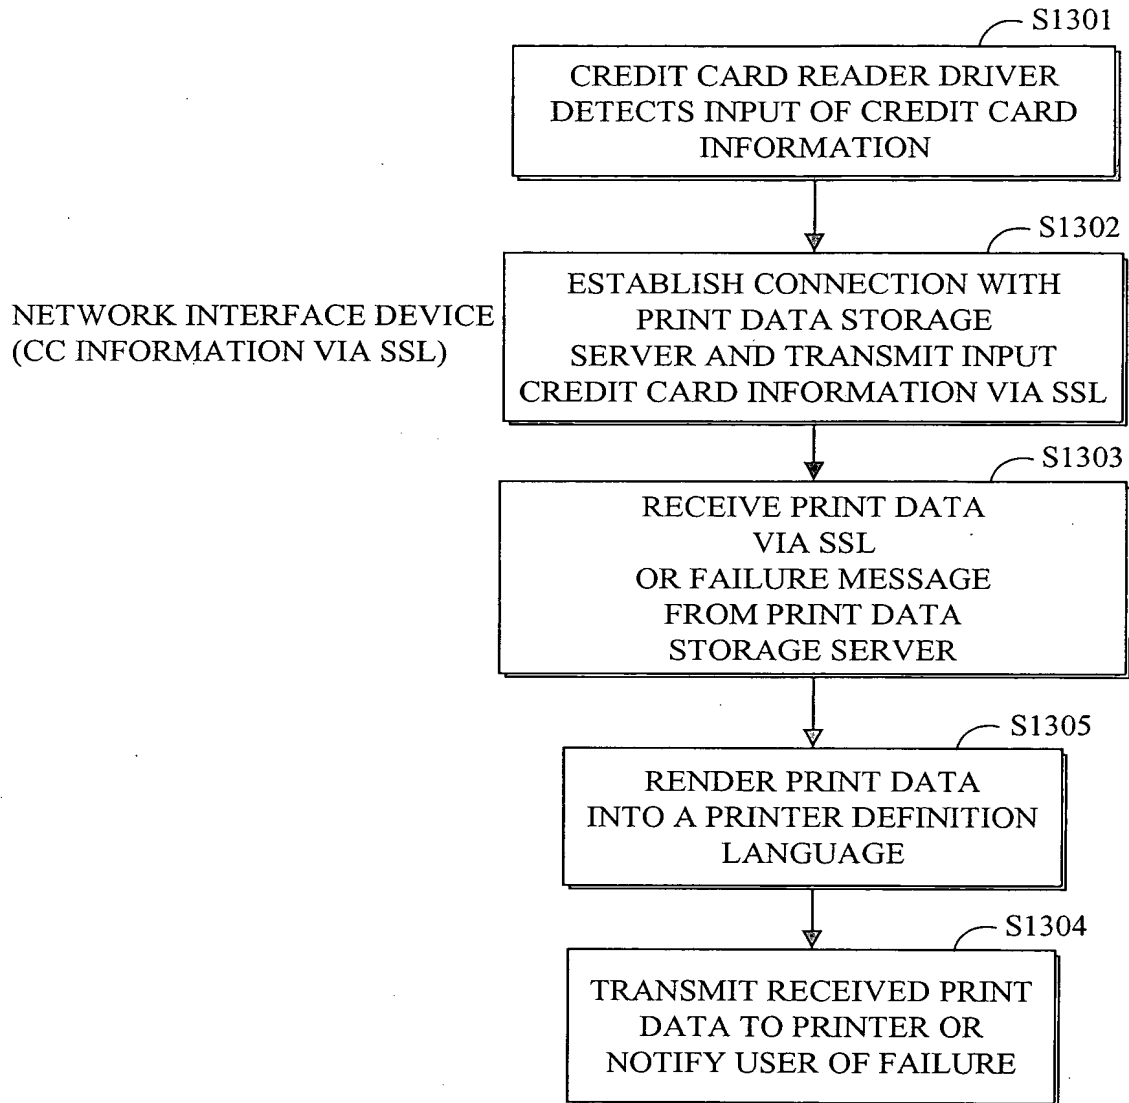 S1301
CREDIT CARD READER DRIVER
DETECTS INPUT OF CREDIT CARD
INFORMATION
S1302
NETWORK INTERFACE DEVICE
(CC INFORMATION VIA SSL)
ESTABLISH CONNECTION WITH
PRINT DATA STORAGE
SERVER AND TRANSMIT INPUT
CREDIT CARD INFORMATION VIA SSL
S1303
RECEIVE PRINT DATA
VIA SSL
OR FAILURE MESSAGE
FROM PRINT DATA
STORAGE SERVER
S1305
RENDER PRINT DATA
INTO A PRINTER DEFINITION
LANGUAGE
S1304
TRANSMIT RECEIVED PRINT
DATA TO PRINTER OR
NOTIFY USER OF FAILURE